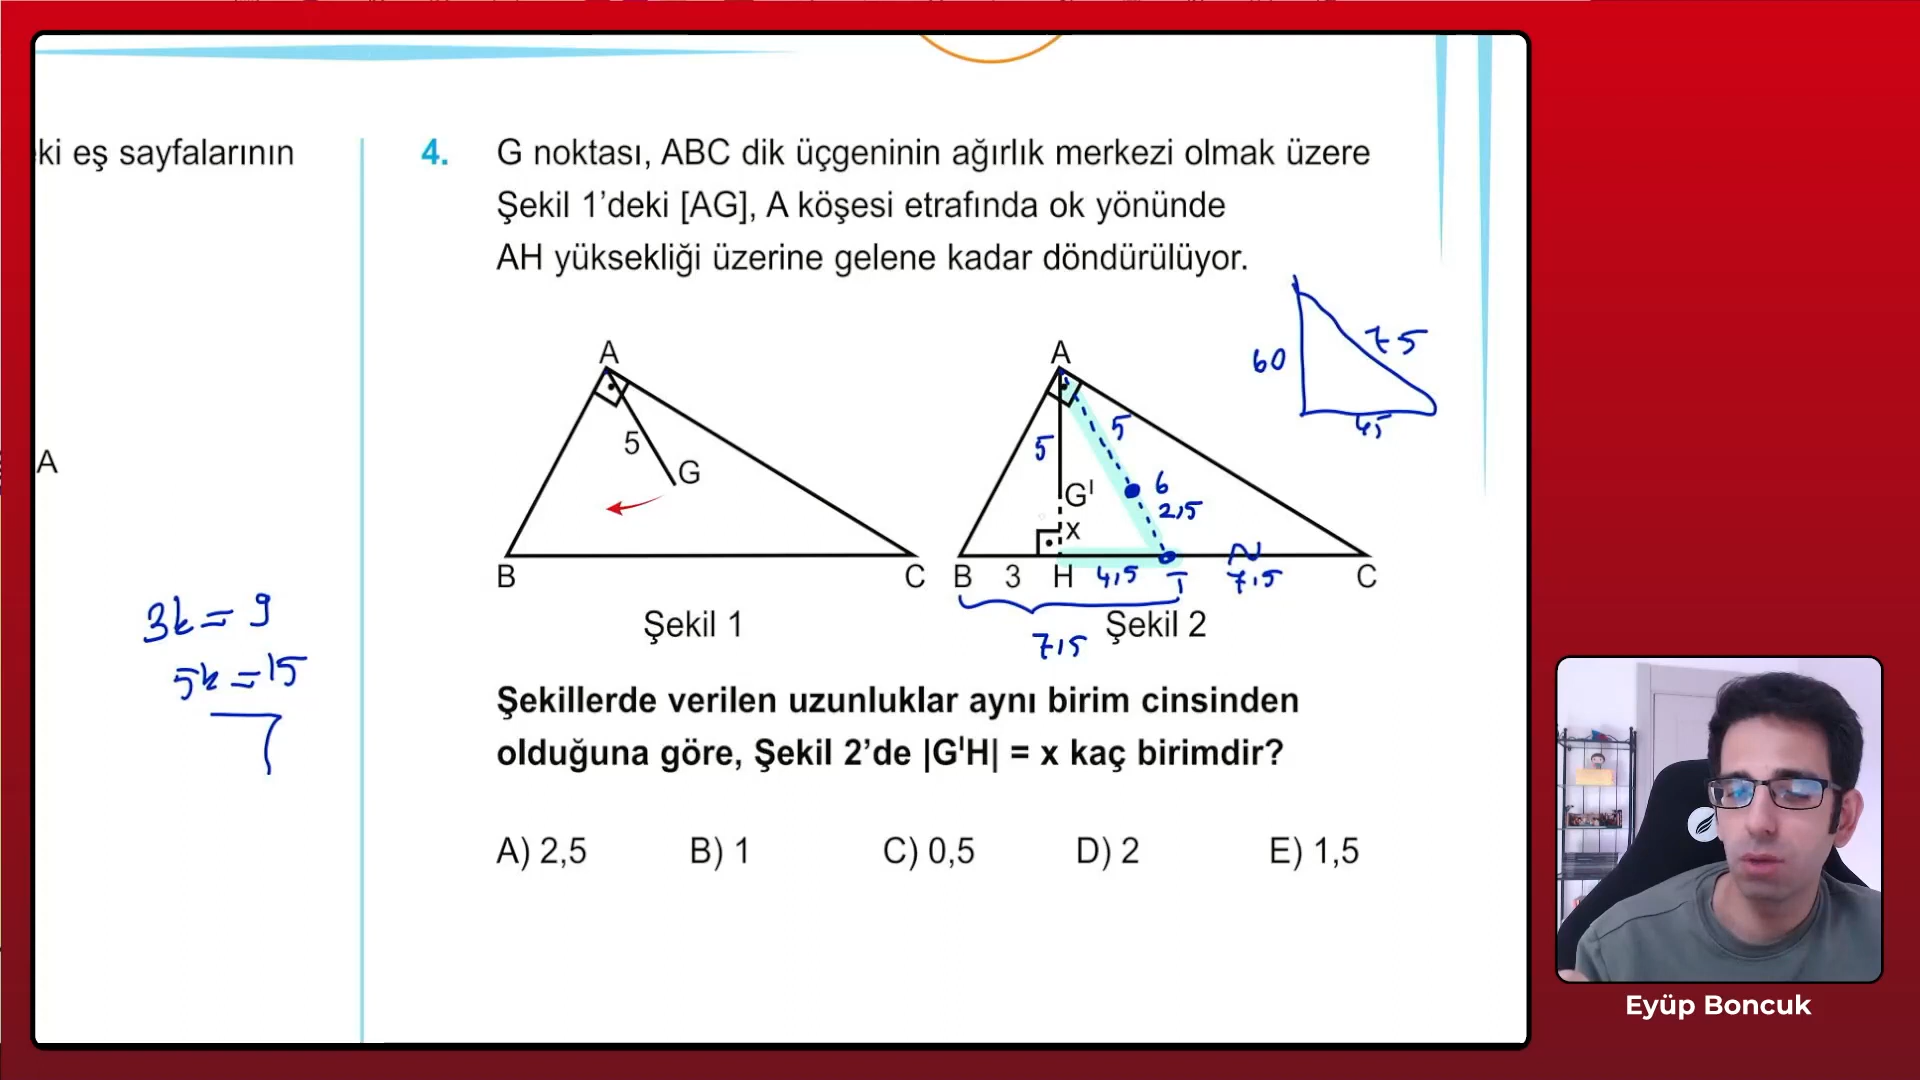 ki eş sayfalarının
A
3k = 9
5k = 15
4. G noktası, ABC dik üçgeninin ağırlık merkezi olmak üzere
Şekil 1'deki [AG], A köşesi etrafında ok yönünde
AH yüksekliği üzerine gelene kadar döndürülüyor.
A
5
G
B
C
Şekil 1
A
5
5
G'
6
2,5
x
B 3 H 4,5 T 7,5 C
7,5
Şekil 2
60
75
45
Şekillerde verilen uzunluklar aynı birim cinsinden
olduğuna göre, Şekil 2'de |G'H| = x kaç birimdir?
A) 2,5 B) 1 C) 0,5 D) 2 E) 1,5
Eyüp Boncuk